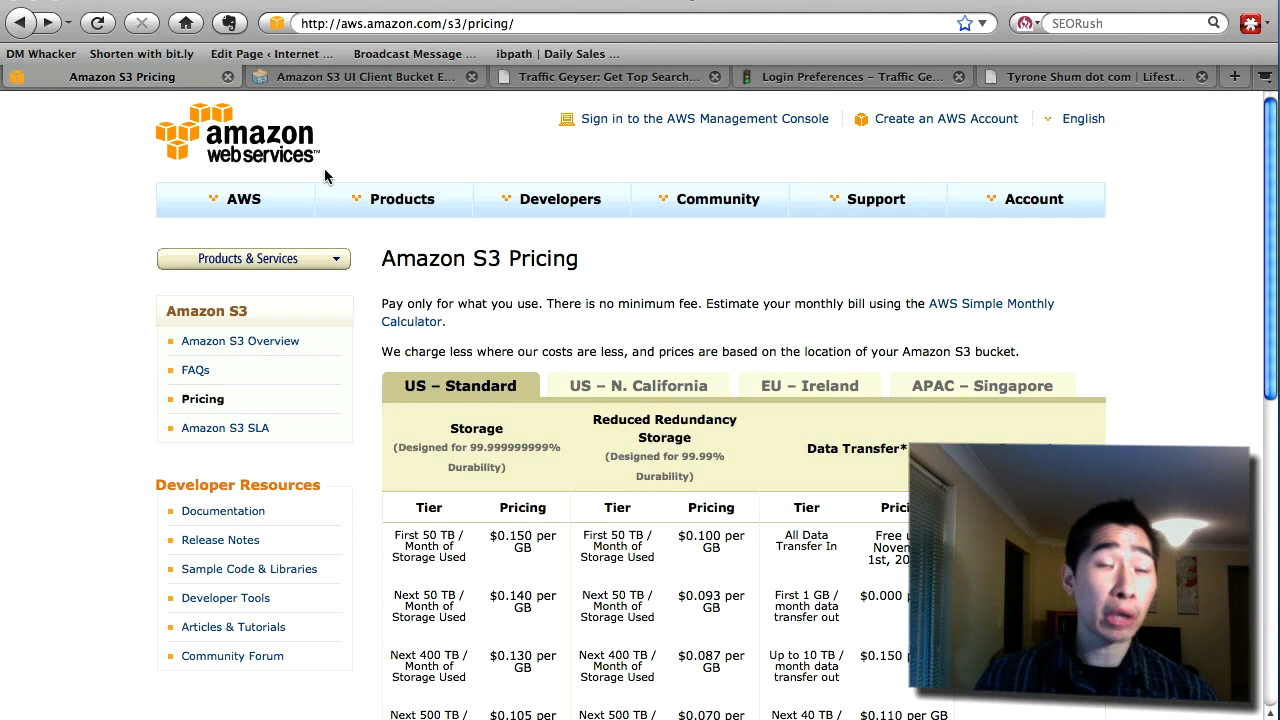 http://aws.amazon.com/s3/pricing/
SEORush
DM Whacker
Shorten with bit.ly
Edit Page ‹ Internet ...
Broadcast Message ...
ibpath | Daily Sales ...
Amazon S3 Pricing
Amazon S3 UI Client Bucket E...
Traffic Geyser: Get Top Search...
Login Preferences – Traffic Ge...
Tyrone Shum dot com | Lifest...
amazon
web services™
Sign in to the AWS Management Console
Create an AWS Account
English
AWS
Products
Developers
Community
Support
Account
Products & Services
Amazon S3
Amazon S3 Overview
FAQs
Pricing
Amazon S3 SLA
Developer Resources
Documentation
Release Notes
Sample Code & Libraries
Developer Tools
Articles & Tutorials
Community Forum
Amazon S3 Pricing
Pay only for what you use. There is no minimum fee. Estimate your monthly bill using the AWS Simple Monthly
Calculator.
We charge less where our costs are less, and prices are based on the location of your Amazon S3 bucket.
US – Standard
US – N. California
EU – Ireland
APAC – Singapore
Storage
(Designed for 99.999999999%
Durability)
Reduced Redundancy
Storage
(Designed for 99.99%
Durability)
Data Transfer*
Tier
Pricing
Tier
Pricing
Tier
First 50 TB /
Month of
Storage Used
$0.150 per
GB
First 50 TB /
Month of
Storage Used
$0.100 per
GB
All Data
Transfer In
Free
1st,
Next 50 TB /
Month of
Storage Used
$0.140 per
GB
Next 50 TB /
Month of
Storage Used
$0.093 per
GB
First 1 GB /
month data
transfer out
$0.000
Next 400 TB /
Month of
Storage Used
$0.130 per
GB
Next 400 TB /
Month of
Storage Used
$0.087 per
GB
Up to 10 TB /
month data
transfer out
$0.150
Next 500 TB /
$0.105 per
Next 500 TB /
$0.070 per
Next 40 TB /
$0.110 per GB